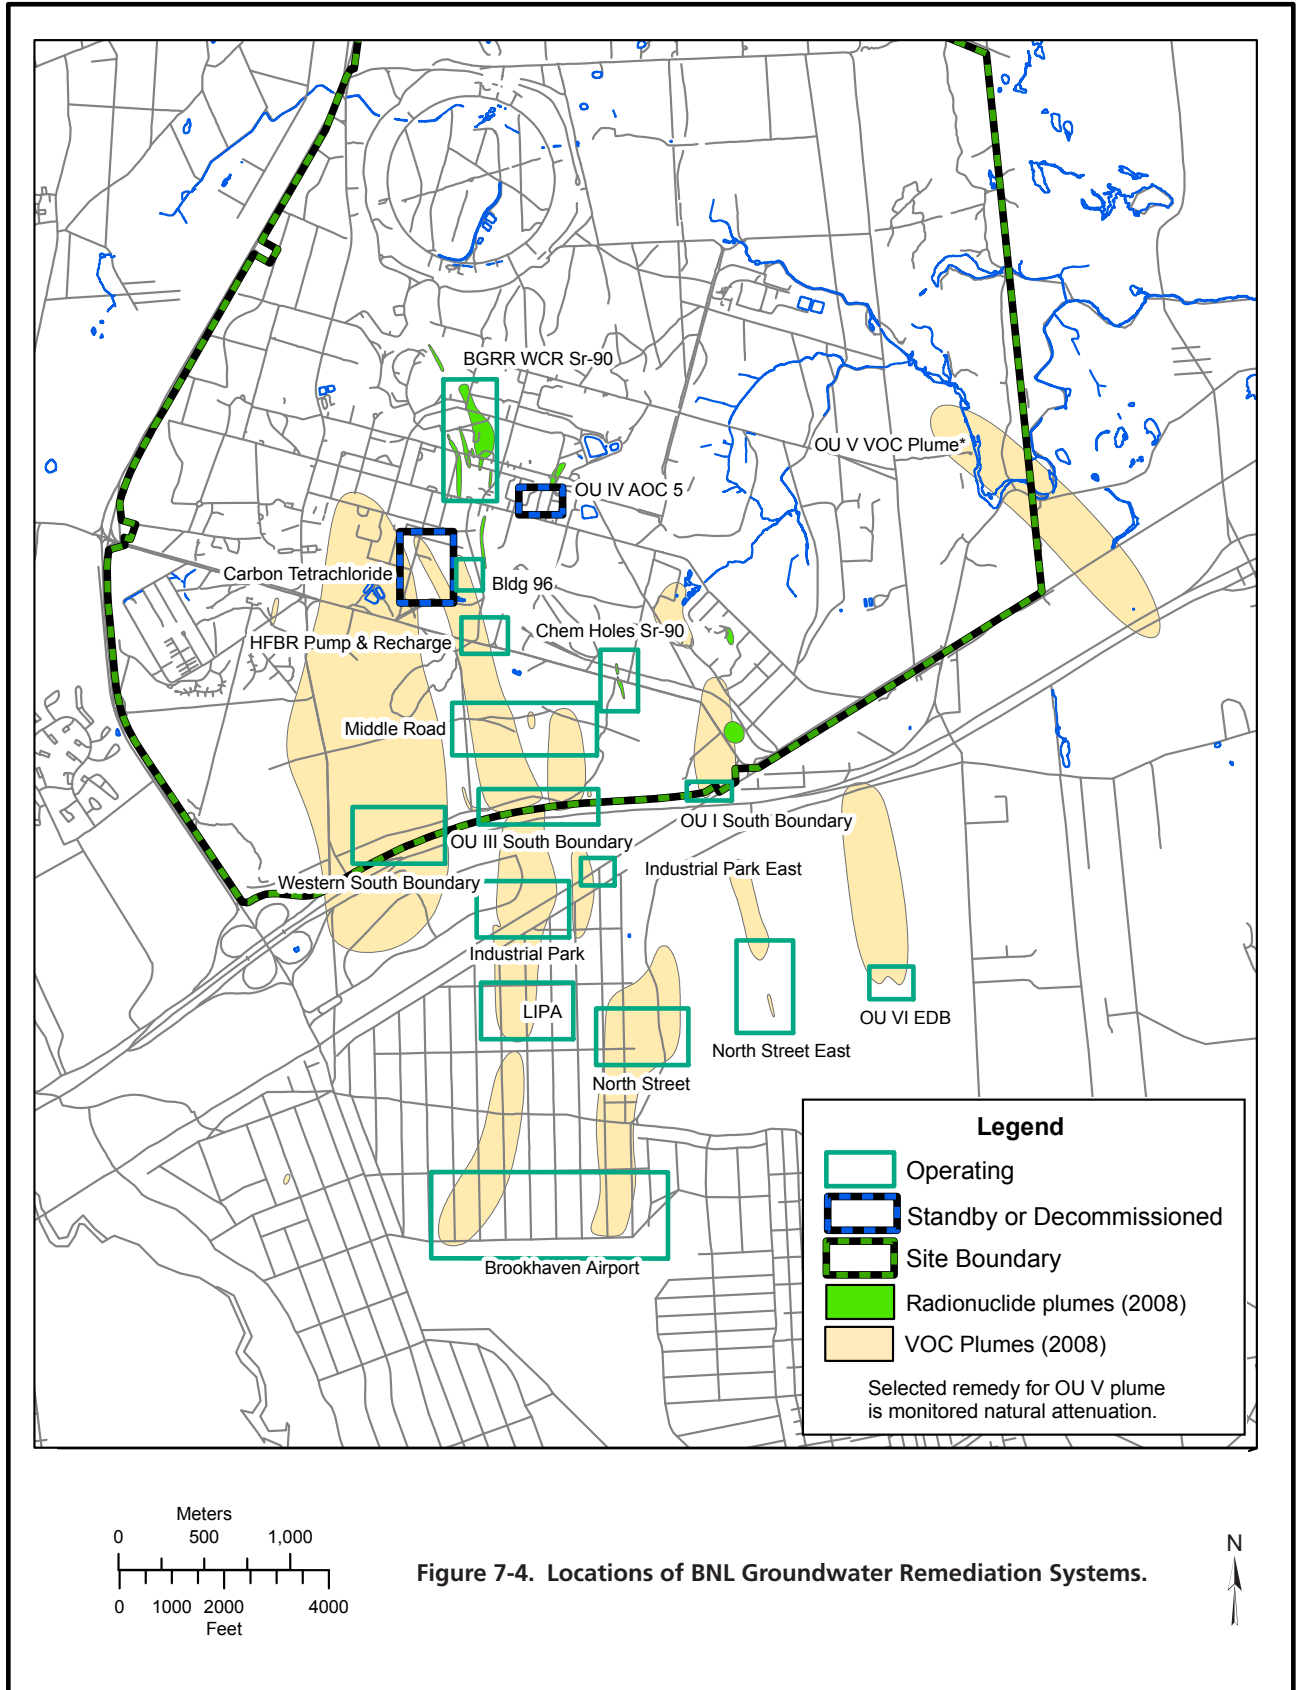 BGRR WCR Sr-90
OU V VOC Plume*
OU IV AOC 5
Carbon Tetrachloride
Bldg 96
Chem Holes Sr-90
HFBR Pump & Recharge
Middle Road
OU I South Boundary
OU III South Boundary
Industrial Park East
Western South Boundary
Industrial Park
LIPA
OU VI EDB
North Street East
North Street
Brookhaven Airport
Legend
Operating
Standby or Decommissioned
Site Boundary
Radionuclide plumes (2008)
VOC Plumes (2008)
Selected remedy for OU V plume
is monitored natural attenuation.
Meters
0 500 1,000
0 1000 2000 4000
Feet
Figure 7-4. Locations of BNL Groundwater Remediation Systems.
N